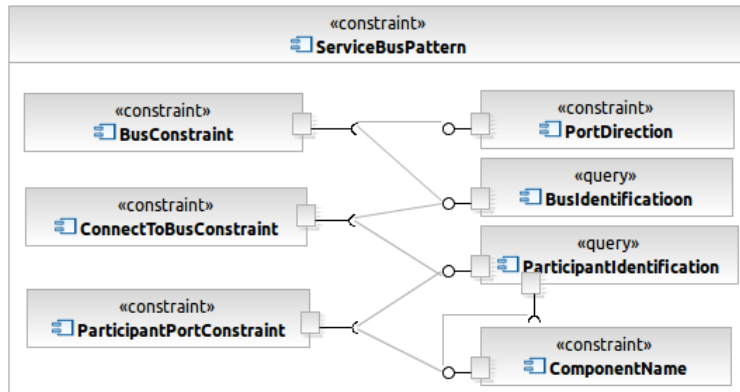 «constraint»
ServiceBusPattern
«constraint»
BusConstraint
«constraint»
PortDirection
«query»
BusIdentificatioon
«constraint»
ConnectToBusConstraint
«query»
ParticipantIdentification
«constraint»
ParticipantPortConstraint
«constraint»
ComponentName